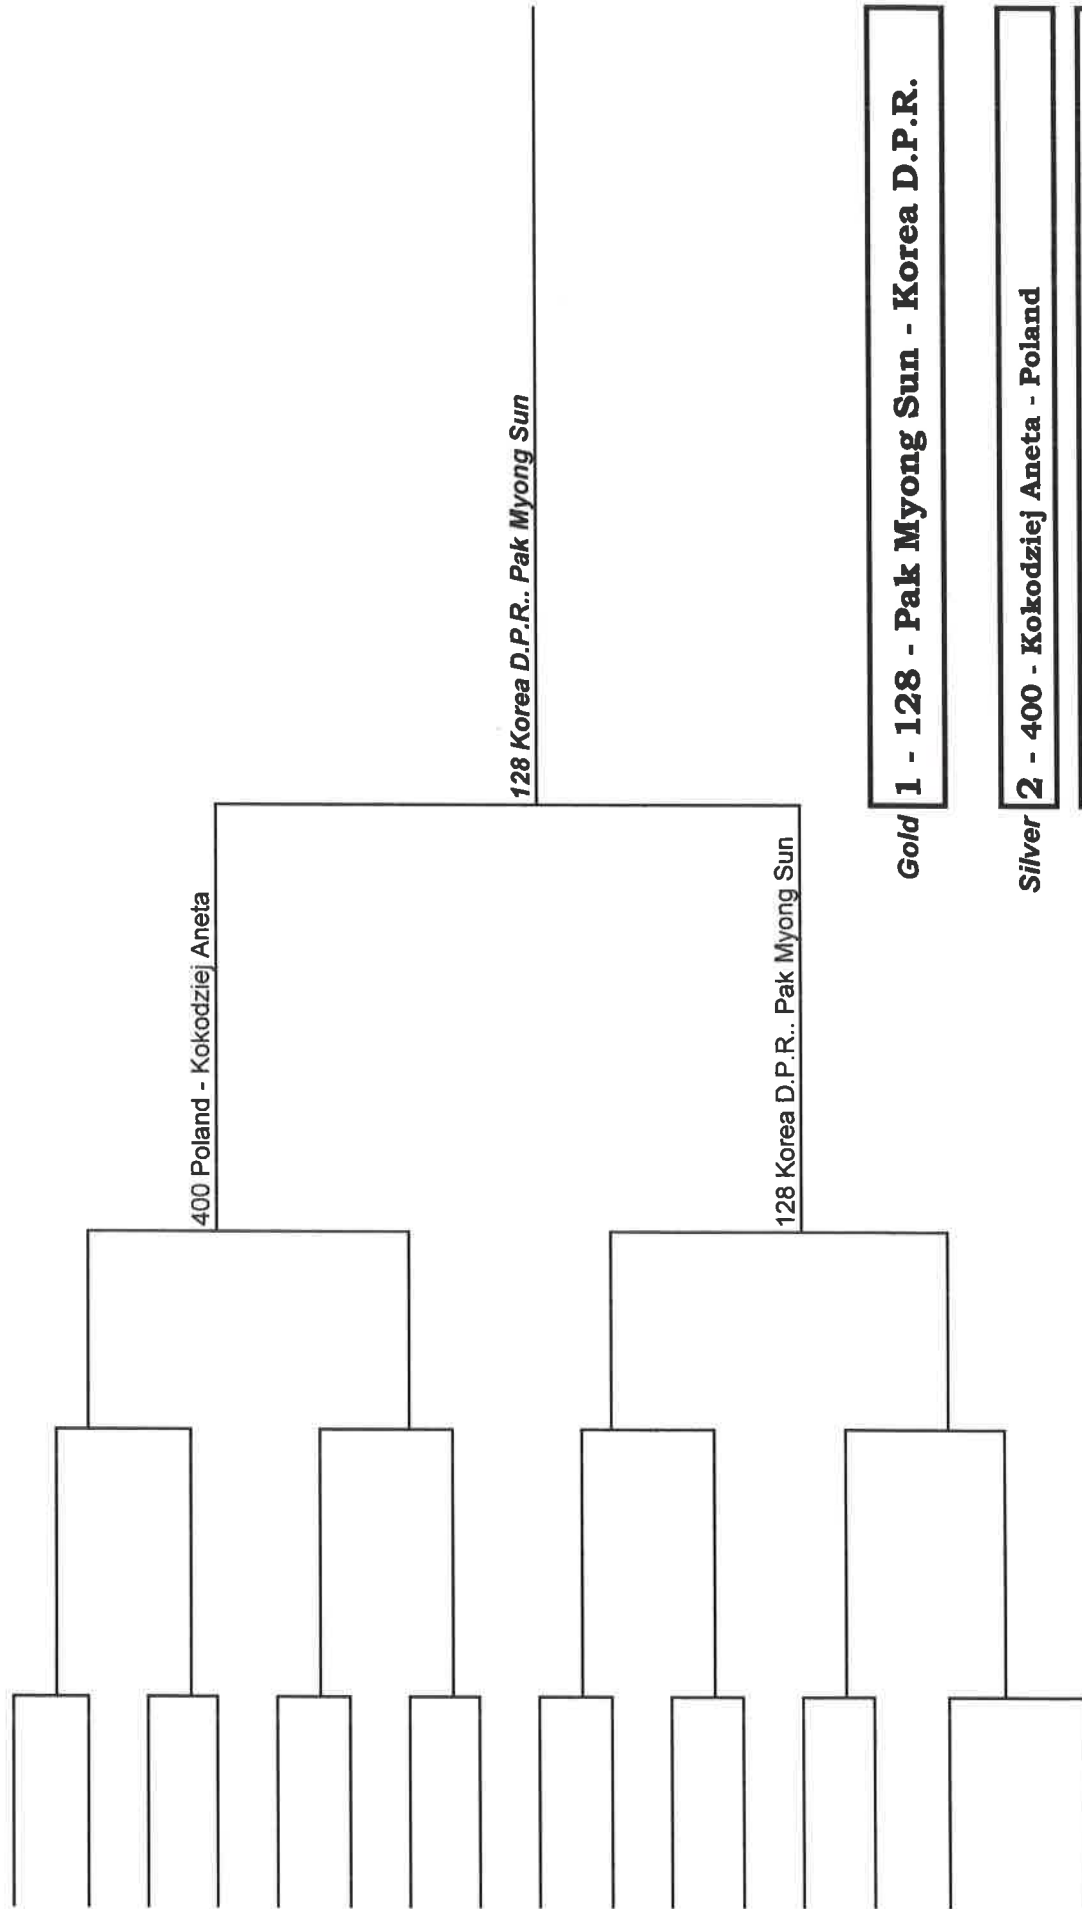 400 Poland - Kokodziej Aneta
128 Korea D.P.R.. Pak Myong Sun
128 Korea D.P.R.. Pak Myong Sun
Gold 1 - 128 - Pak Myong Sun - Korea D.P.R.
Silver 2 - 400 - Kokodziej Aneta - Poland